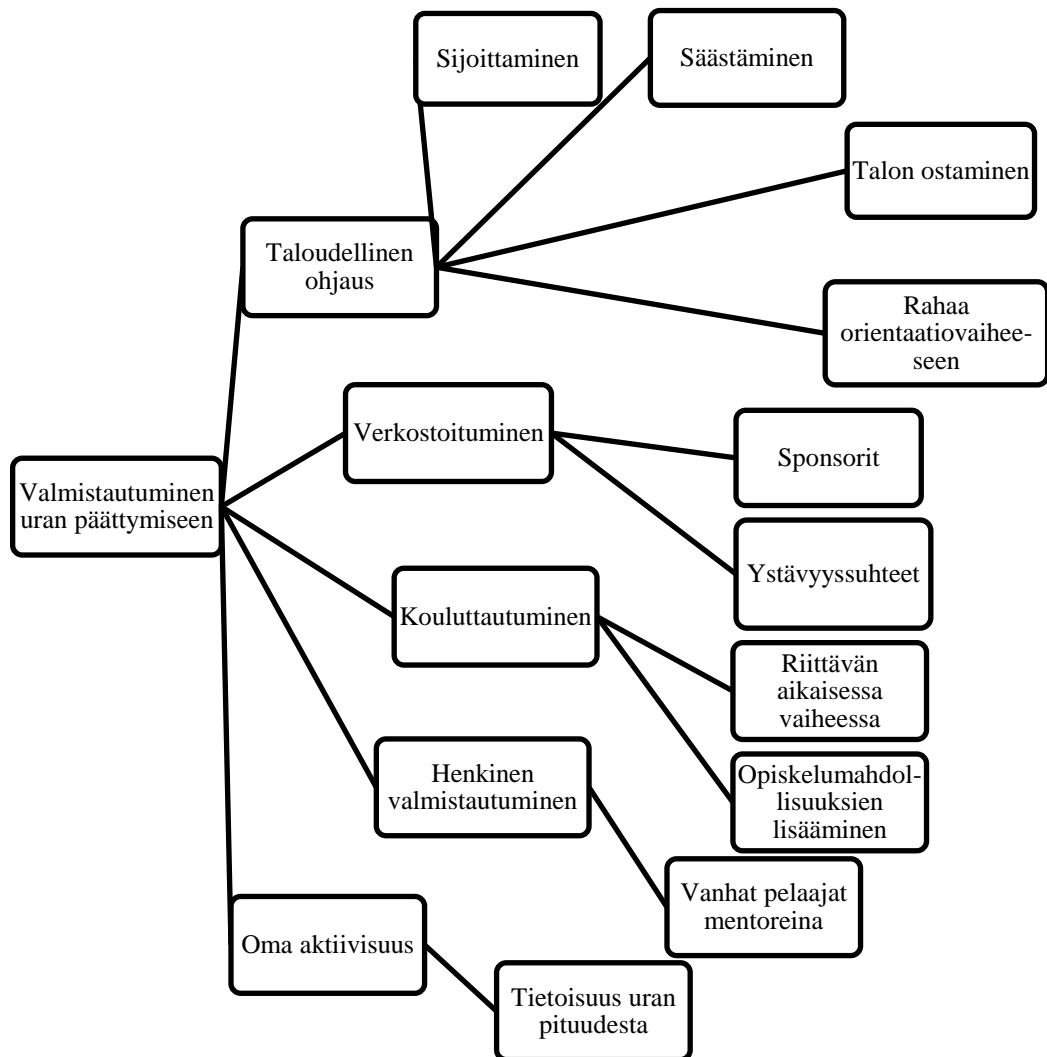 Sijoittaminen
Säästäminen
Talon ostaminen
Taloudellinen
ohjaus
Rahaa
orientaatiovaihee-
seen
Verkostoituminen
Sponsorit
Valmistautuminen
uran päättymiseen
Ystävyyssuhteet
Kouluttautuminen
Riittävän
aikaisessa
vaiheessa
Henkinen
valmistautuminen
Opiskelumahdol-
lisuuksien
lisääminen
Vanhat pelaajat
mentoreina
Oma aktiivisuus
Tietoisuus uran
pituudesta